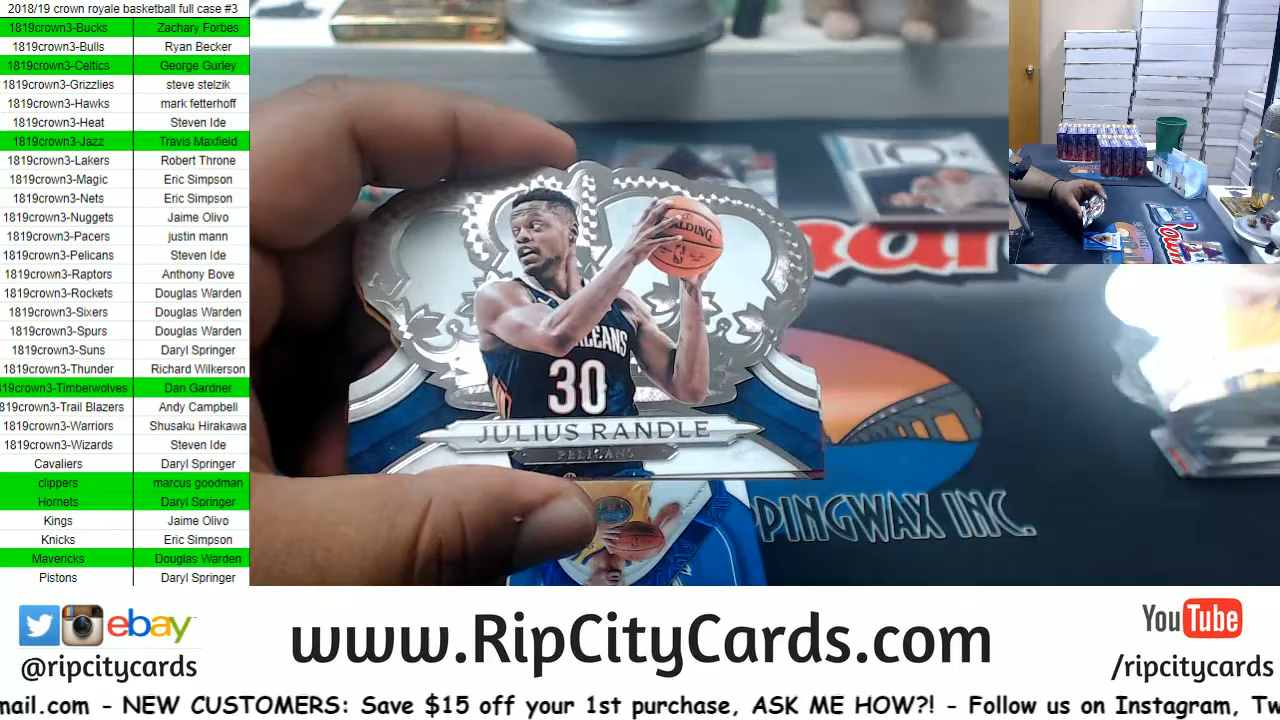 2018/19 crown royale basketball full case #3
1819crown3-Bucks Zachary Forbes
1819crown3-Bulls Ryan Becker
1819crown3-Celtics George Gurley
1819crown3-Grizzlies steve stelzik
1819crown3-Hawks mark fetterhoff
1819crown3-Heat Steven Ide
1819crown3-Jazz Travis Maxfield
1819crown3-Lakers Robert Throne
1819crown3-Magic Eric Simpson
1819crown3-Nets Eric Simpson
1819crown3-Nuggets Jaime Olivo
1819crown3-Pacers justin mann
1819crown3-Pelicans Steven Ide
1819crown3-Raptors Anthony Bove
1819crown3-Rockets Douglas Warden
1819crown3-Sixers Douglas Warden
1819crown3-Spurs Douglas Warden
1819crown3-Suns Daryl Springer
1819crown3-Thunder Richard Wilkerson
819crown3-Timberwolves Dan Gardner
819crown3-Trail Blazers Andy Campbell
1819crown3-Warriors Shusaku Hirakawa
1819crown3-Wizards Steven Ide
Cavaliers Daryl Springer
clippers marcus goodman
Hornets Daryl Springer
Kings Jaime Olivo
Knicks Eric Simpson
Mavericks Douglas Warden
Pistons Daryl Springer
ALDING
LEANS
30
JULIUS RANDLE
PELICANS
PINGWAX INC.
ebay
@ripcitycards
www.RipCityCards.com
YouTube
/ripcitycards
mail.com - NEW CUSTOMERS: Save $15 off your 1st purchase, ASK ME HOW?! - Follow us on Instagram, Tw